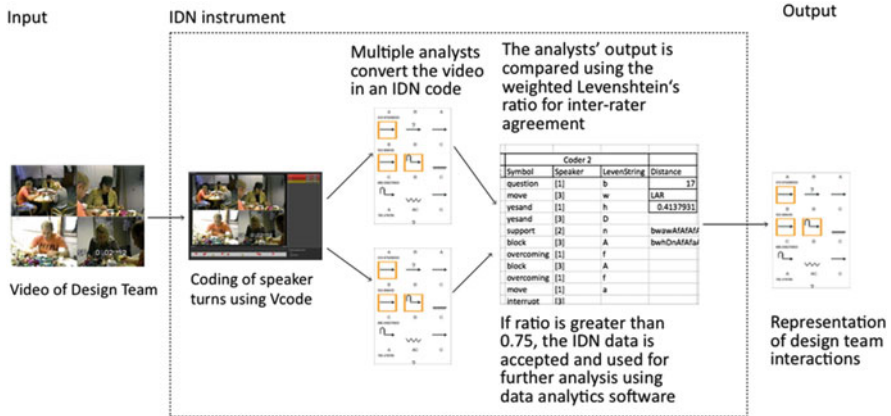 Input
IDN instrument
Output
Multiple analysts
convert the video
in an IDN code
The analysts' output is
compared using the
weighted Levenshtein's
ratio for inter-rater
agreement
Coder 2
Symbol Speaker LevenString Distance
question [1] b 17
move [3] w LAR
yesand [1] h 0.4137931
yesand [3] D
support [2] n
block [3] A
overcoming [1] f
block [3] A
overcoming [1] f
move [1] a
interrupt [3]
Video of Design Team
Coding of speaker
turns using Vcode
If ratio is greater than
0.75, the IDN data is
accepted and used for
further analysis using
data analytics software
Representation
of design team
interactions